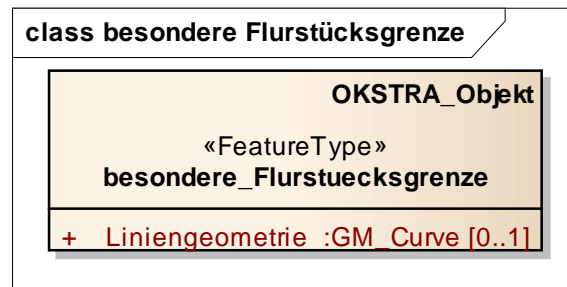 class besondere Flurstücksgrenze
OKSTRA_Objekt
«FeatureType»
besondere_Flurstuecksgrenze
+ Liniengeometrie :GM_Curve [0..1]